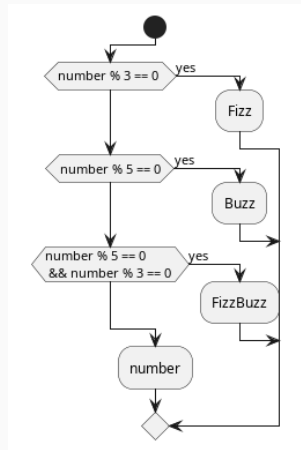 number % 3 == 0
yes
Fizz
number % 5 == 0
yes
Buzz
number % 5 == 0
&& number % 3 == 0
yes
FizzBuzz
number